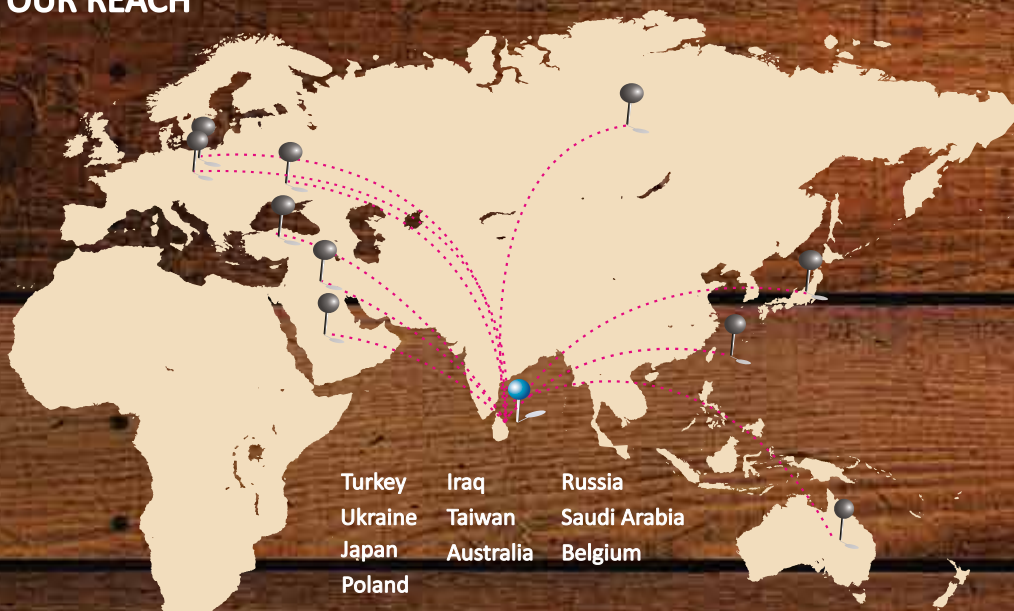 OUR REACH
Turkey
Ukraine
Japan
Poland
Iraq
Taiwan
Australia
Russia
Saudi Arabia
Belgium